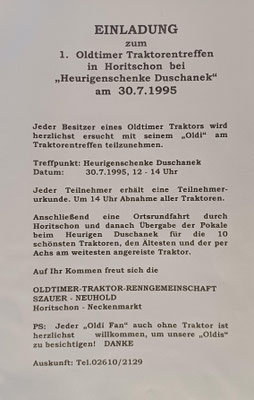 EINLADUNG
zum
1. Oldtimer Traktorentreffen
in Horitschon bei
„Heurigenschenke Duschanek"
am 30.7.1995
Jeder Besitzer eines Oldtimer Traktors wird
herzlichst ersucht mit seinem „Oldi" am
Traktorentreffen teilzunehmen.
Treffpunkt: Heurigenschenke Duschanek
Datum: 30.7.1995, 12 - 14 Uhr
Jeder Teilnehmer erhält eine Teilnehmer-
urkunde. Um 14 Uhr Abnahme aller Traktoren.
Anschließend eine Ortsrundfahrt durch
Horitschon und danach Übergabe der Pokale
beim Heurigen Duschanek für die 10
schönsten Traktoren, den Ältesten und der per
Achs am weitesten angereiste Traktor.
Auf Ihr Kommen freut sich die
OLDTIMER-TRAKTOR-RENNGEMEINSCHAFT
SZAUER - NEUHOLD
Horitschon - Neckenmarkt
PS: Jeder „Oldi Fan" auch ohne Traktor ist
herzlichst willkommen, um unsere „Oldis"
zu besichtigen! DANKE
Auskunft: Tel.02610/2129